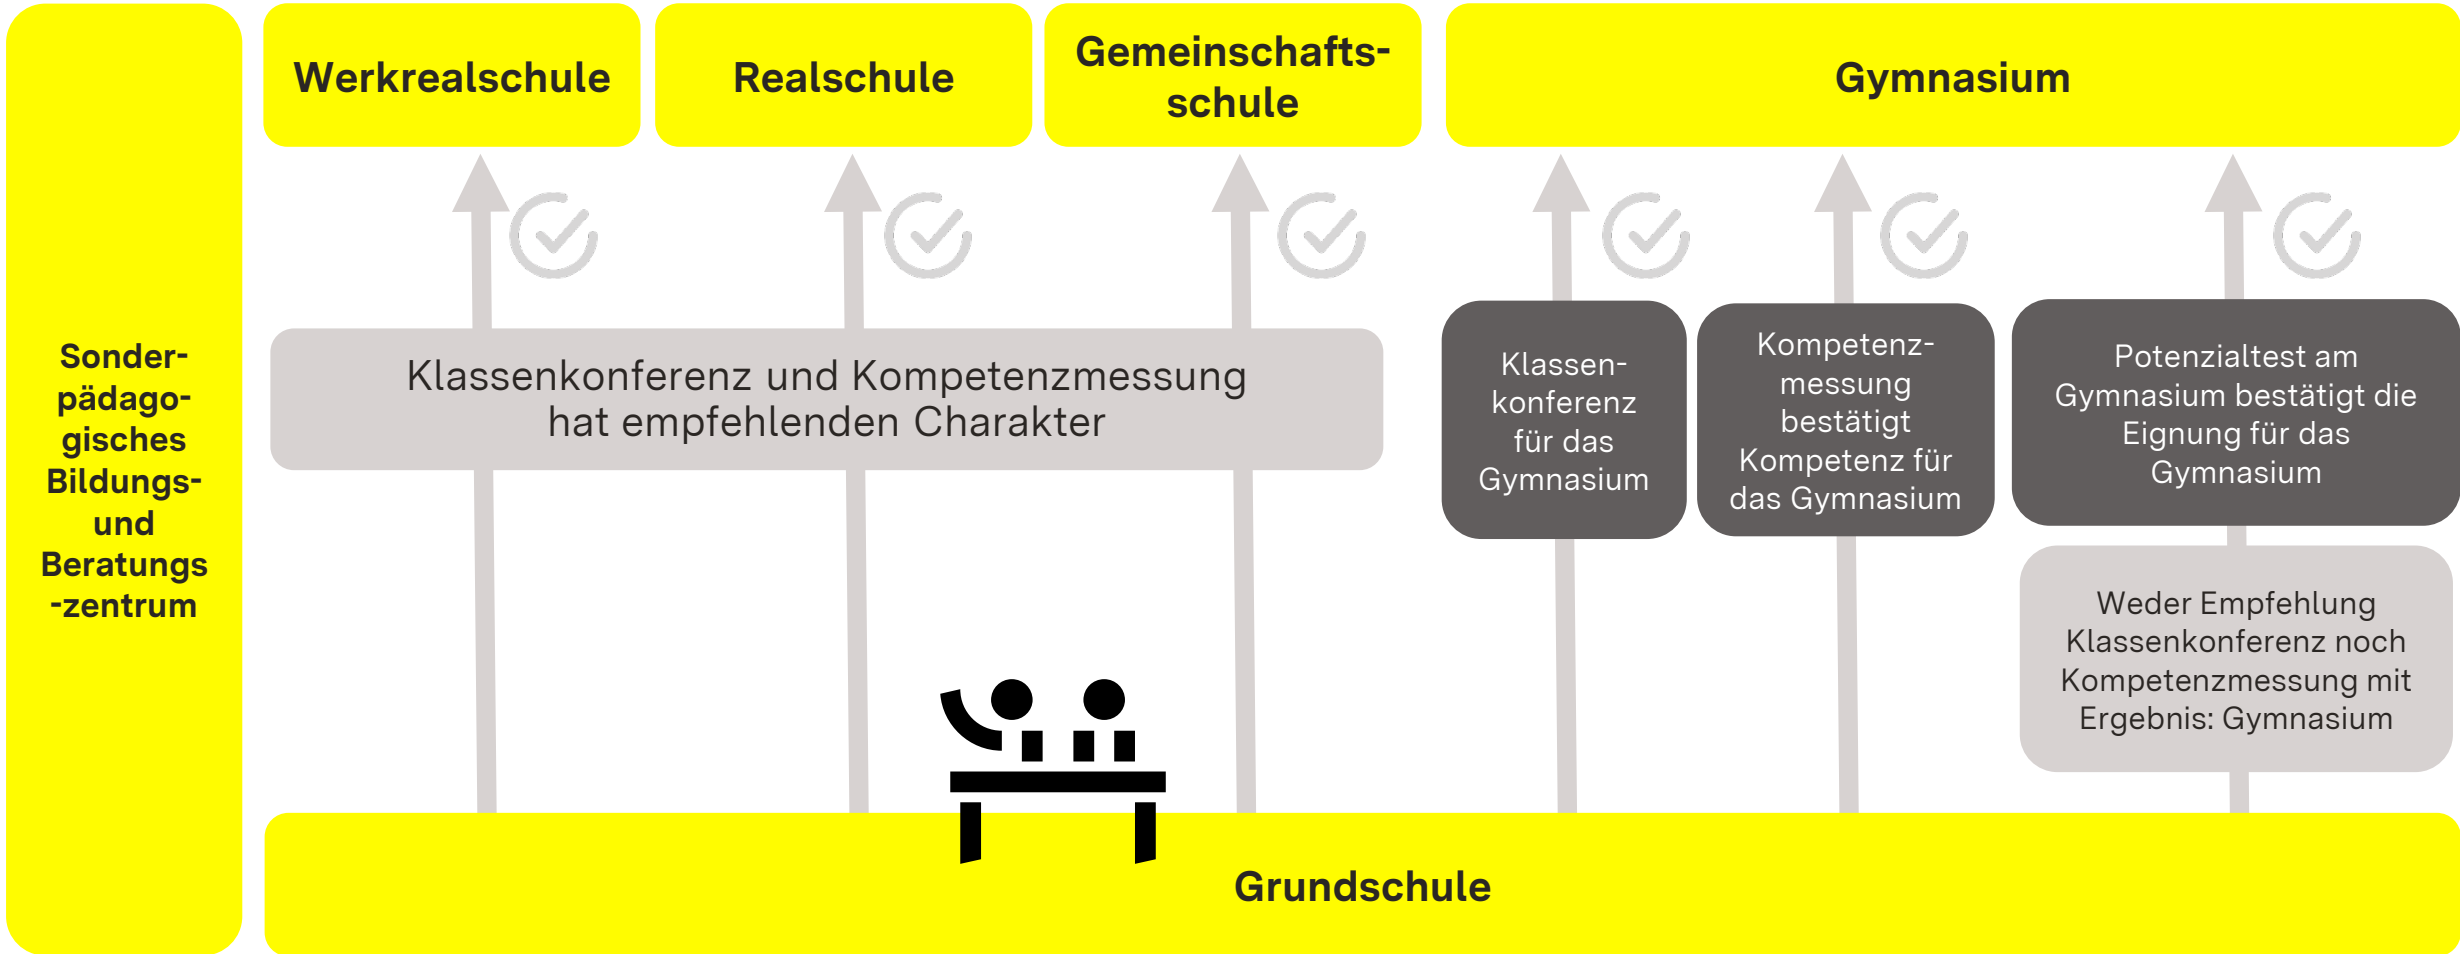 Werkrealschule
Realschule
Gemeinschafts-
schule
Gymnasium
Sonder-
pädago-
gisches
Bildungs-
und
Beratungs
-zentrum
Klassenkonferenz und Kompetenzmessung
hat empfehlenden Charakter
Klassen-
konferenz
für das
Gymnasium
Kompetenz-
messung
bestätigt
Kompetenz für
das Gymnasium
Potenzialtest am
Gymnasium bestätigt die
Eignung für das
Gymnasium
Weder Empfehlung
Klassenkonferenz noch
Kompetenzmessung mit
Ergebnis: Gymnasium
Grundschule